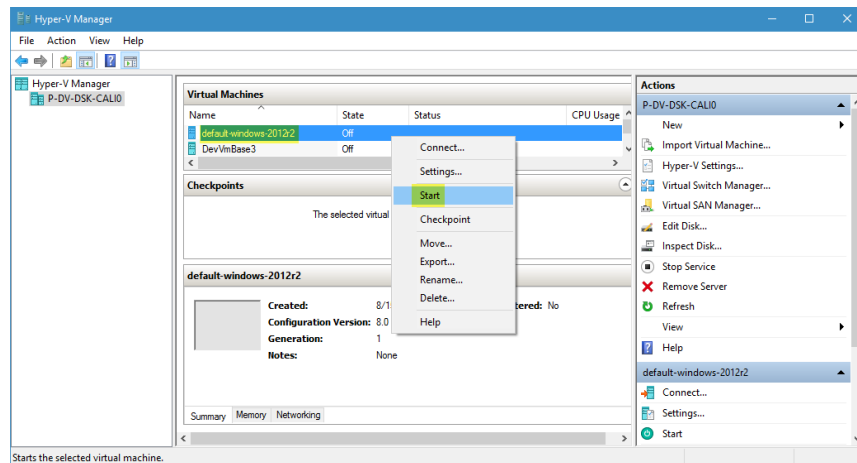 Hyper-V Manager
File Action View Help
Hyper-V Manager
P-DV-DSK-CALI0
Virtual Machines
Name State Status CPU Usage
default-windows-2012r2 Off
DevVmBase3 Off
Checkpoints
The selected virtual
Connect...
Settings...
Start
Checkpoint
Move...
Export...
Rename...
Delete...
Help
default-windows-2012r2
Created: 8/1
Configuration Version: 8.0
Generation: 1
Notes: None
tered: No
Summary Memory Networking
Actions
P-DV-DSK-CALI0
New
Import Virtual Machine...
Hyper-V Settings...
Virtual Switch Manager...
Virtual SAN Manager...
Edit Disk...
Inspect Disk...
Stop Service
Remove Server
Refresh
View
Help
default-windows-2012r2
Connect...
Settings...
Start
Starts the selected virtual machine.